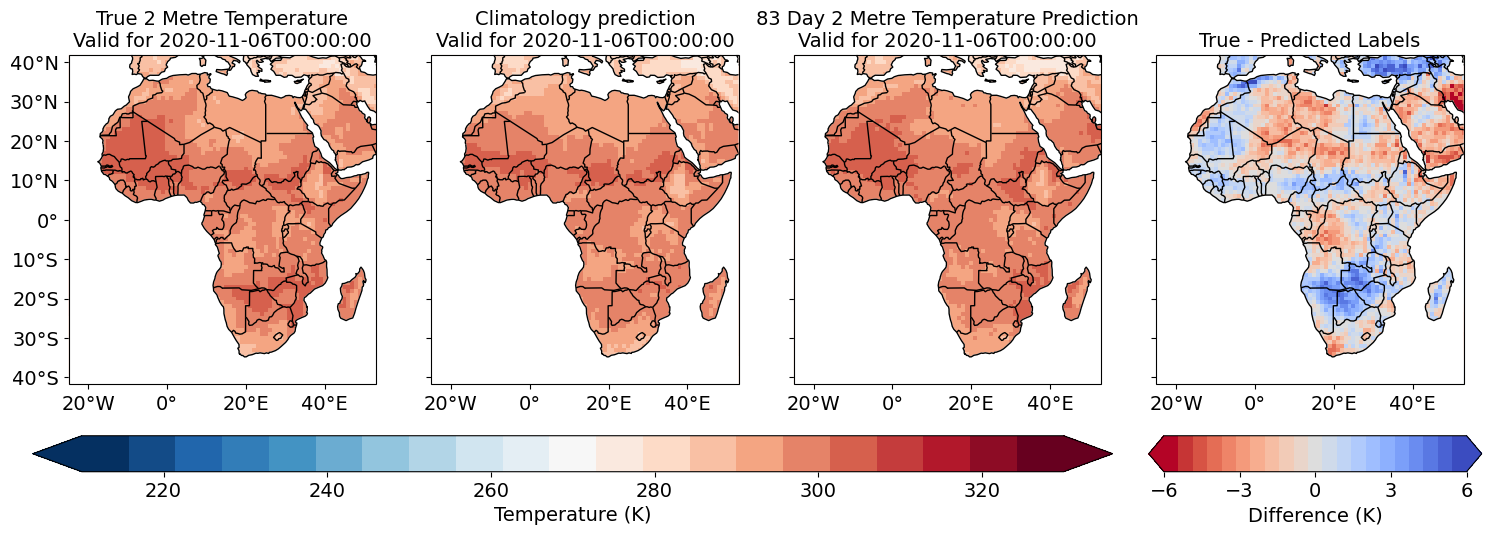 True 2 Metre Temperature
Valid for 2020-11-06T00:00:00
Climatology prediction
Valid for 2020-11-06T00:00:00
83 Day 2 Metre Temperature Prediction
Valid for 2020-11-06T00:00:00
True - Predicted Labels
40°N
30°N
20°N
10°N
0°
10°S
20°S
30°S
40°S
20°W 0° 20°E 40°E
20°W 0° 20°E 40°E
20°W 0° 20°E 40°E
20°W 0° 20°E 40°E
220 240 260 280 300 320
Temperature (K)
−6 −3 0 3 6
Difference (K)